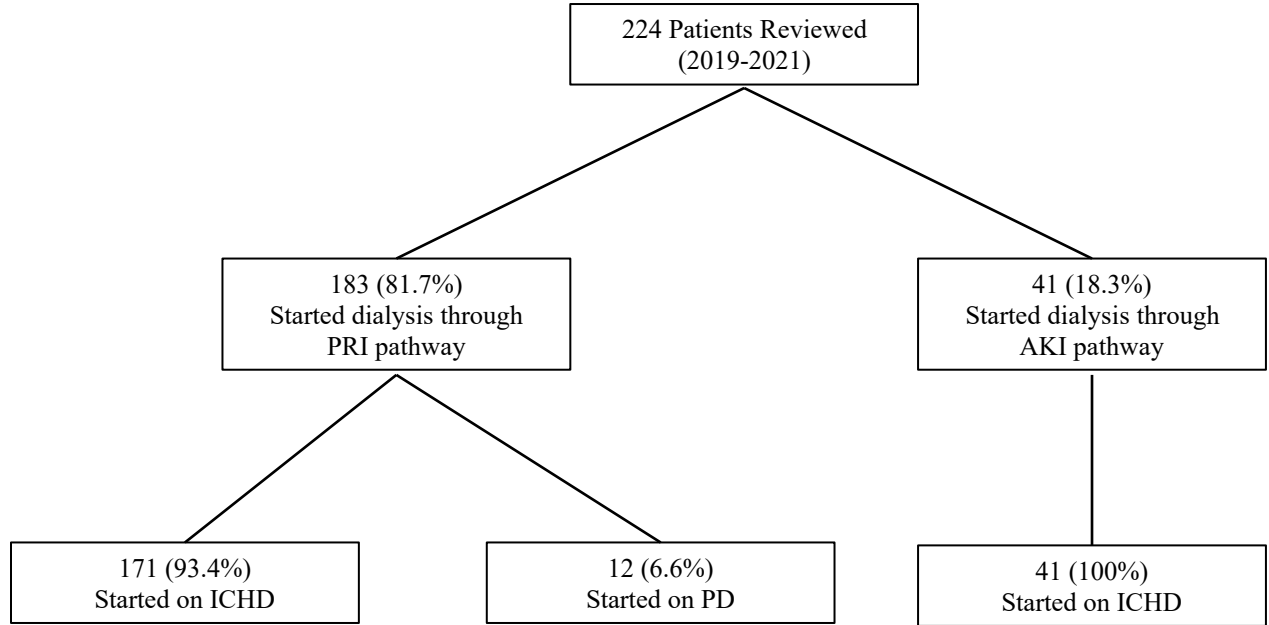 224 Patients Reviewed
(2019-2021)
183 (81.7%)
Started dialysis through
PRI pathway
41 (18.3%)
Started dialysis through
AKI pathway
171 (93.4%)
Started on ICHD
12 (6.6%)
Started on PD
41 (100%)
Started on ICHD